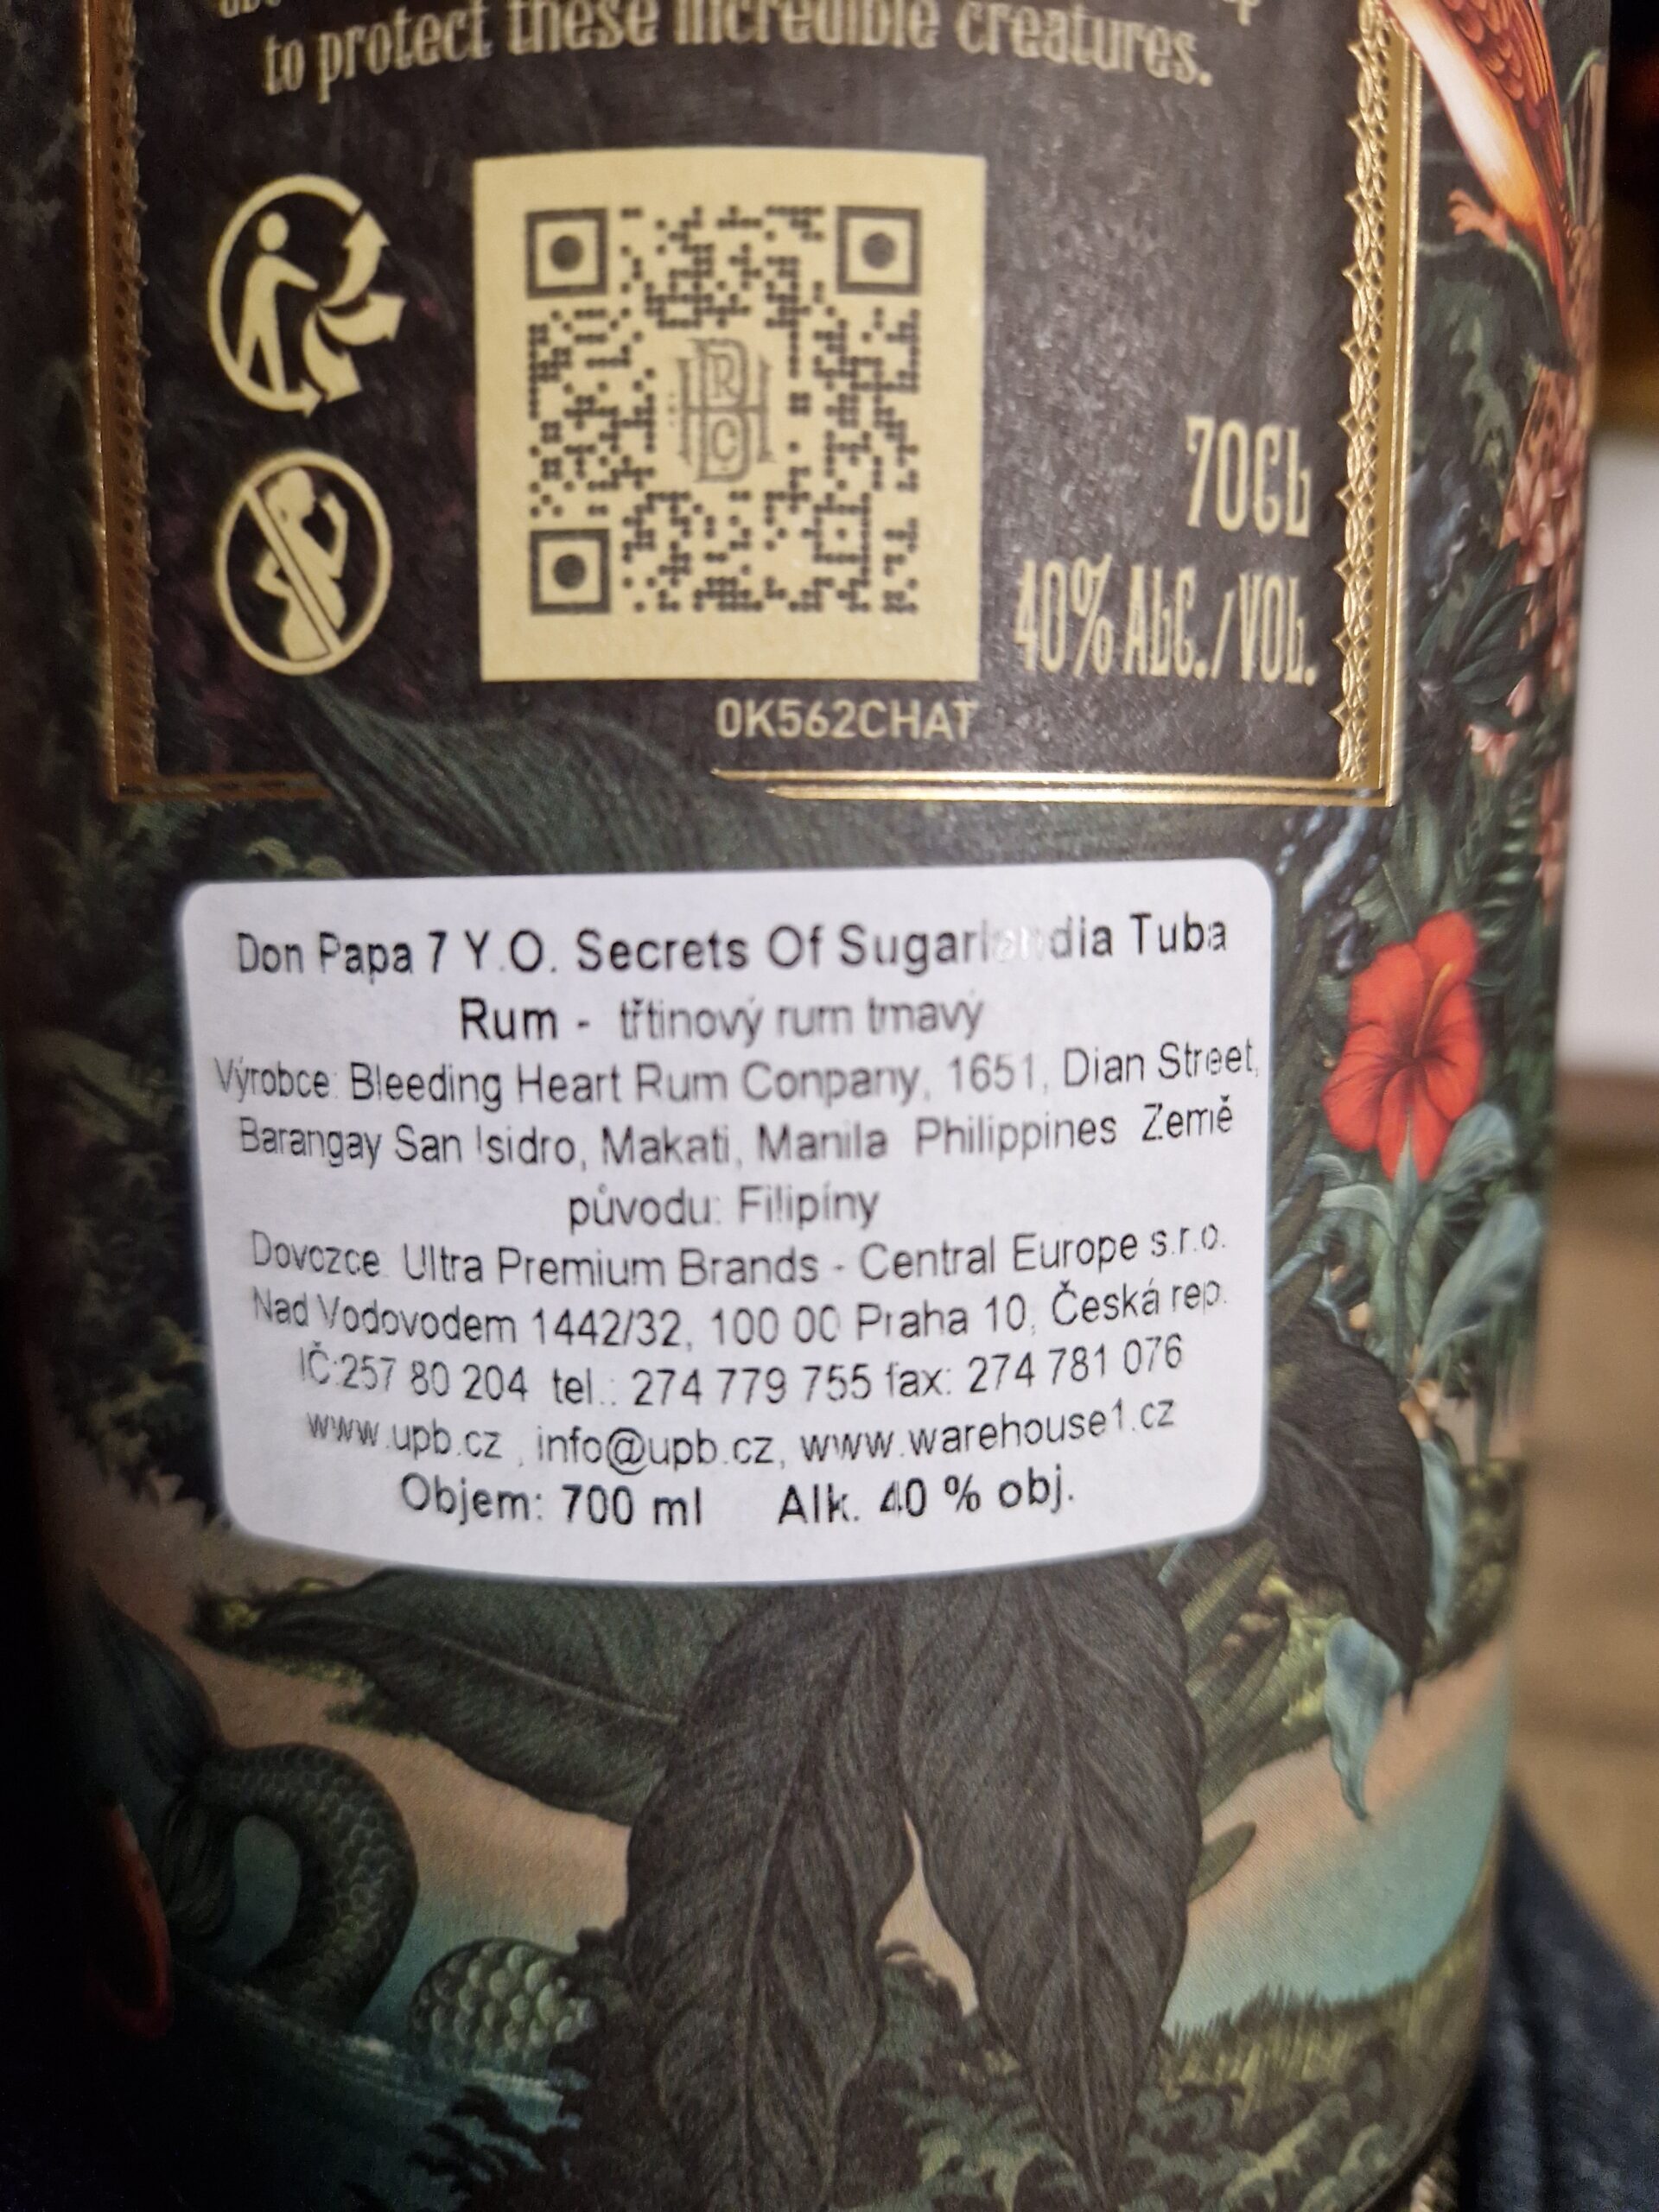 to protect these incredible creatures.
70CL
40% ALC./VOL.
0K562CHAT
Don Papa 7 Y.O. Secrets Of Sugarlandia Tuba
Rum - třtinový rum tmavý
Výrobce: Bleeding Heart Rum Conpany, 1651, Dian Street,
Barangay San Isidro, Makati, Manila Philippines Země
původu: Filipíny
Dovozce: Ultra Premium Brands - Central Europe s.r.o.
Nad Vodovodem 1442/32, 100 00 Praha 10, Česká rep.
IČ:257 80 204 tel.: 274 779 755 fax: 274 781 076
www.upb.cz , info@upb.cz, www.warehouse1.cz
Objem: 700 ml Alk. 40 % obj.